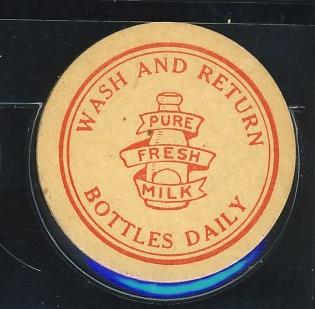 WASH AND RETURN
PURE
FRESH
MILK
BOTTLES DAILY